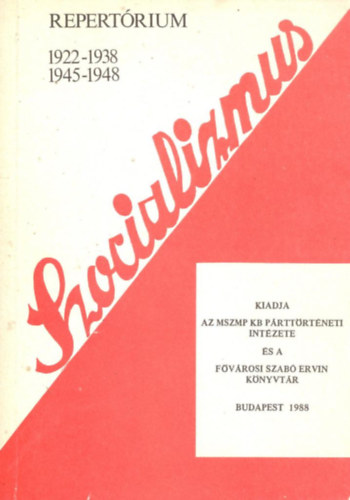 REPERTÓRIUM
1922-1938
1945-1948
Szocializmus
KIADJA
AZ MSZMP KB PÁRTTÖRTÉNETI
INTÉZETE
ÉS A
FŐVÁROSI SZABÓ ERVIN
KÖNYVTÁR
BUDAPEST 1988